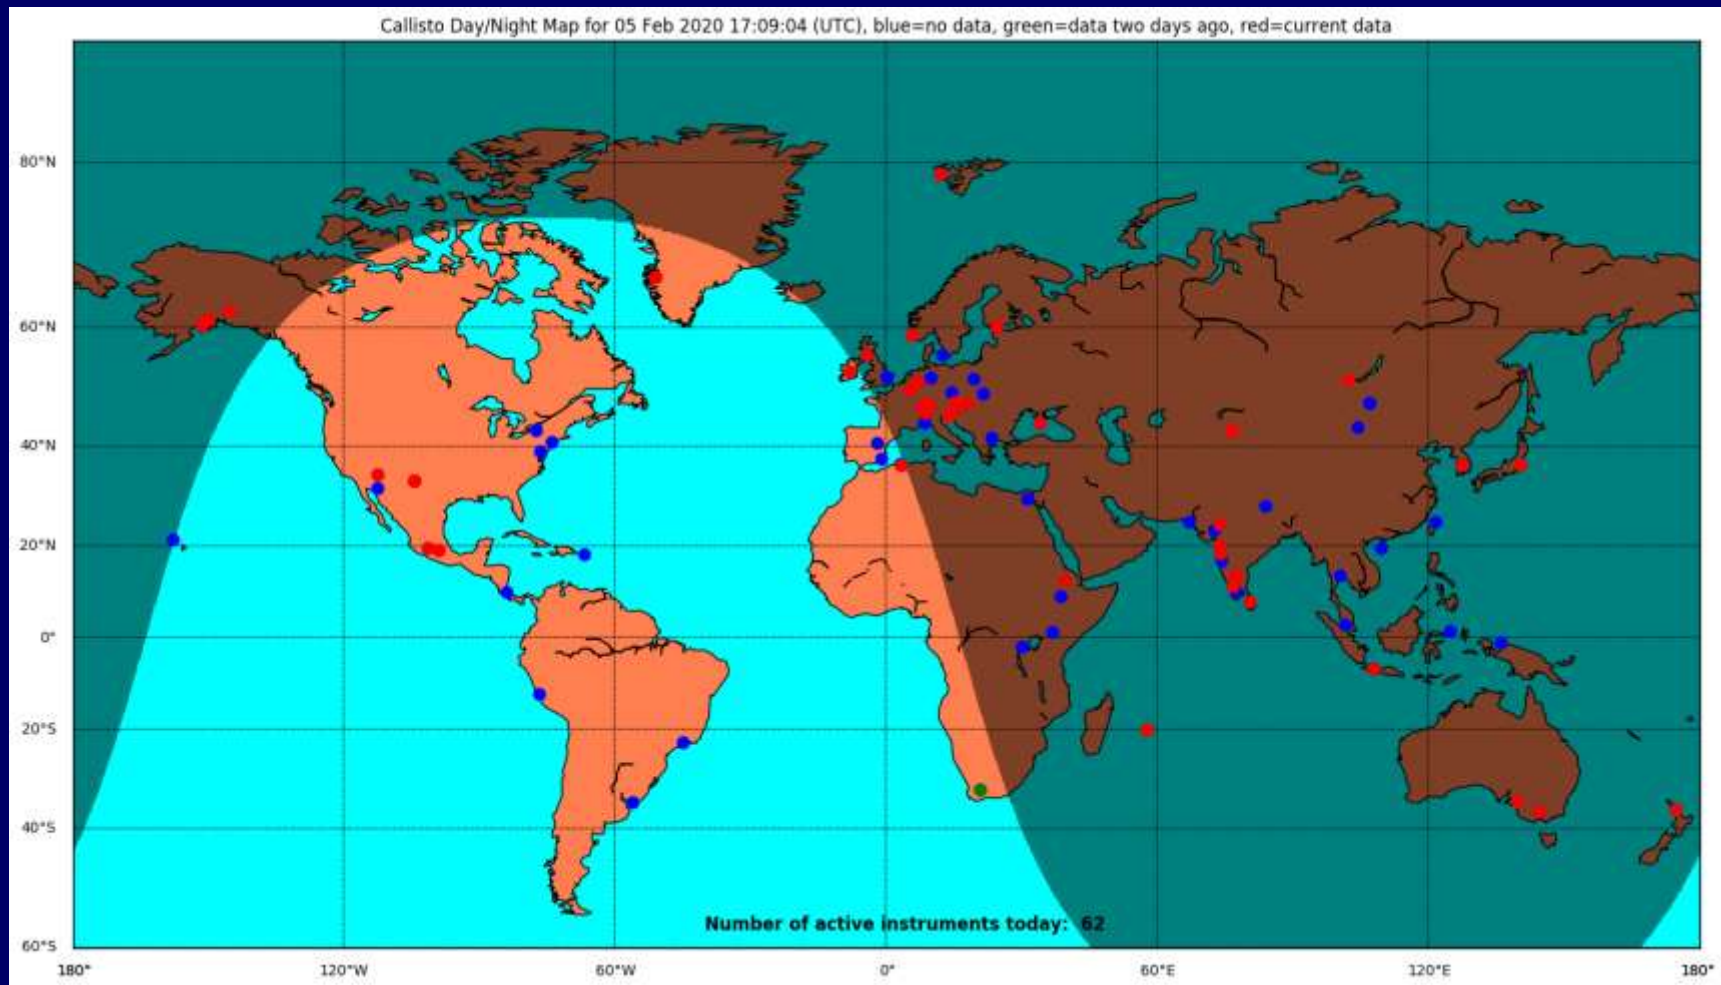 Callisto Day/Night Map for 05 Feb 2020 17:09:04 (UTC), blue=no data, green=data two days ago, red=current data
80°N
60°N
40°N
20°N
0°
20°S
40°S
Number of active instruments today:  62
60°S
180° 120°W 60°W 0° 60°E 120°E 180°